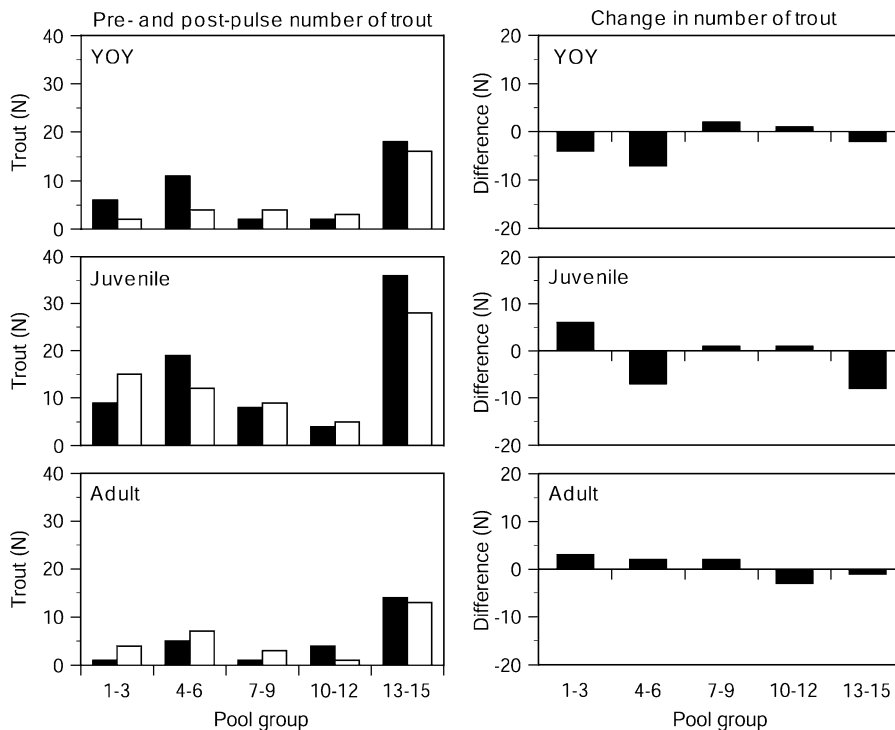 Pre- and post-pulse number of trout
YOY
Trout (N)
40
30
20
10
0
Juvenile
Trout (N)
40
30
20
10
0
Adult
Trout (N)
40
30
20
10
0
1-3 4-6 7-9 10-12 13-15
Pool group
Change in number of trout
YOY
Difference (N)
20
10
0
-10
-20
Juvenile
Difference (N)
20
10
0
-10
-20
Adult
Difference (N)
20
10
0
-10
-20
1-3 4-6 7-9 10-12 13-15
Pool group